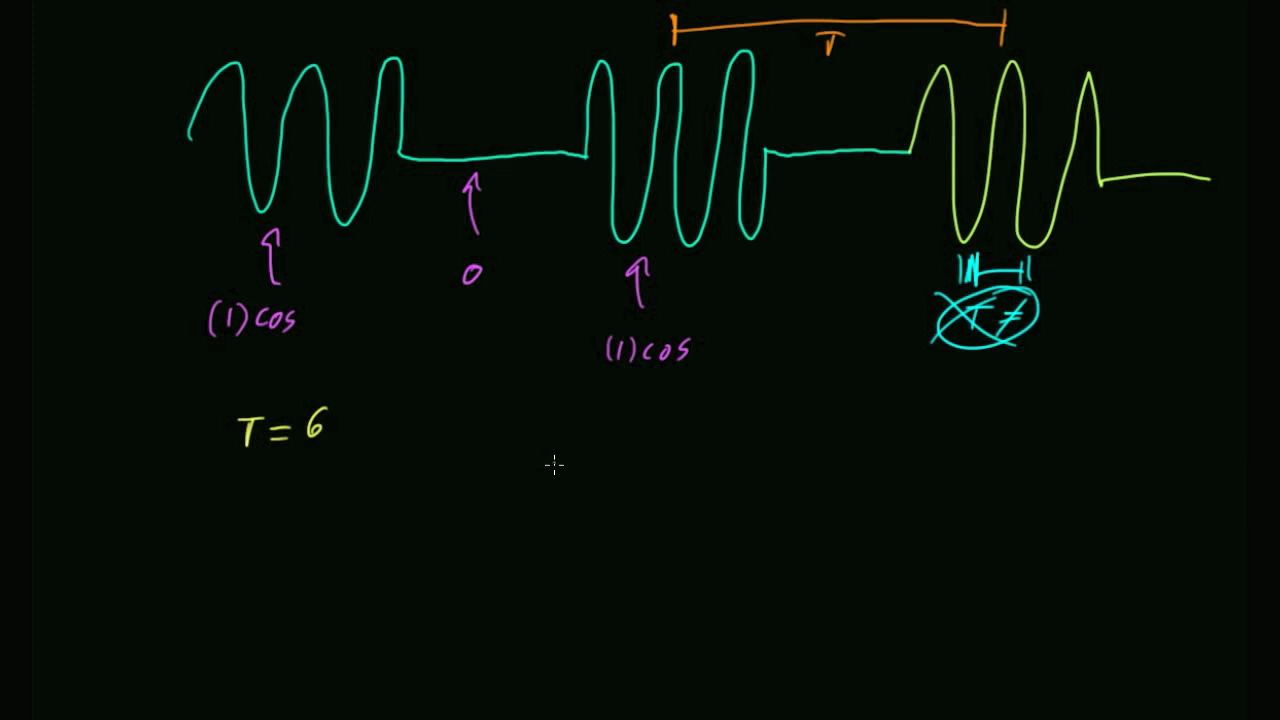 T
0
(1) cos
T ≠
(1) cos
T = 6